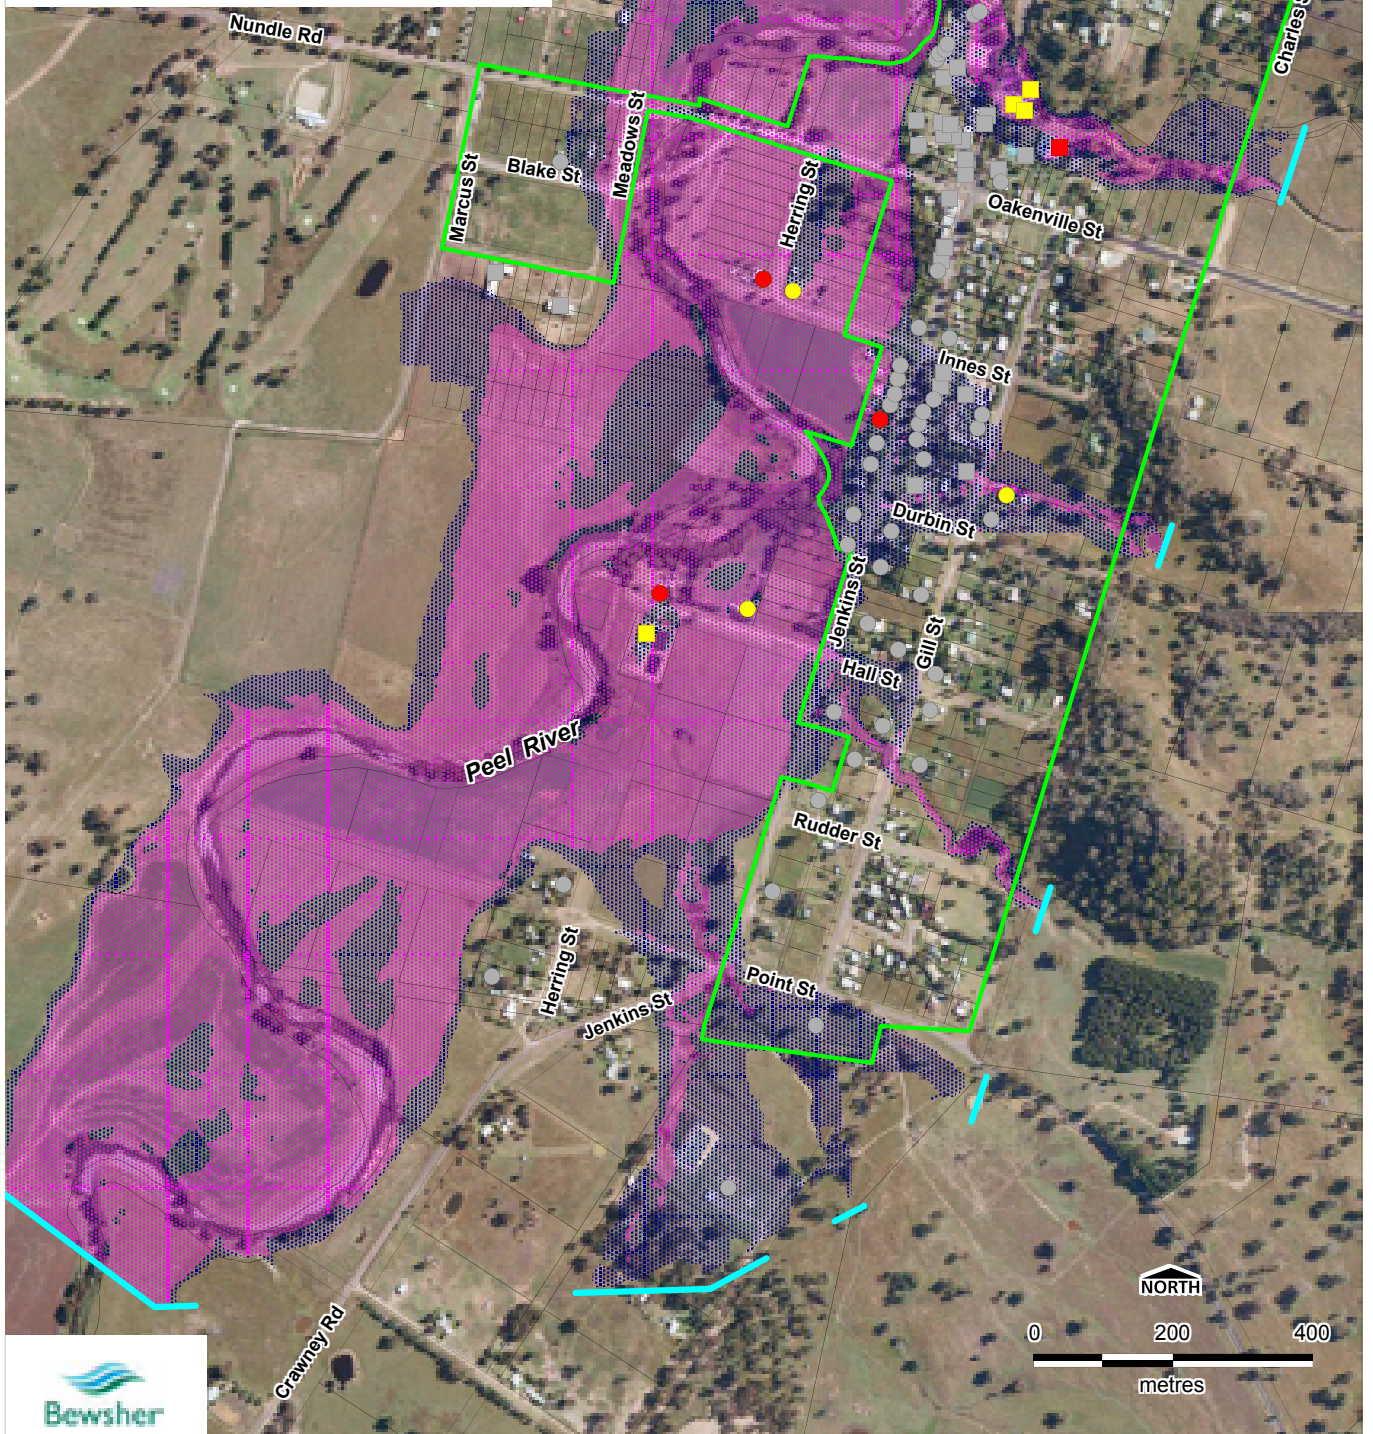 Nundle Rd
Charles S
Meadows St
Blake St
Marcus St
Herring St
Oakenville St
Innes St
Durbin St
Jenkins St
Gill St
Hall St
Peel River
Rudder St
Herring St
Point St
Jenkins St
Crawney Rd
NORTH
0 200 400
metres
Bewsher